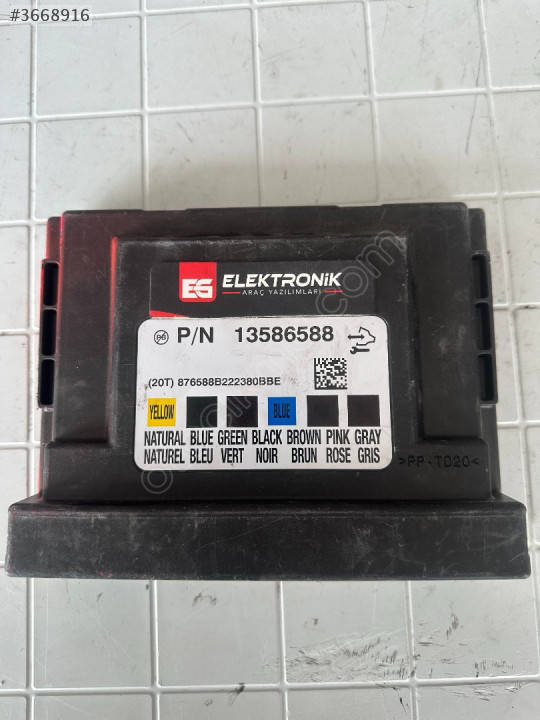 #3668916
EG ELEKTRONİK
ARAÇ YAZILIMLARI
P/N 13586588
(20T) 876588B222380BBE
YELLOW BLUE
NATURAL BLUE GREEN BLACK BROWN PINK GRAY
NATUREL BLEU VERT NOIR BRUN ROSE GRIS
>PP-TD20<